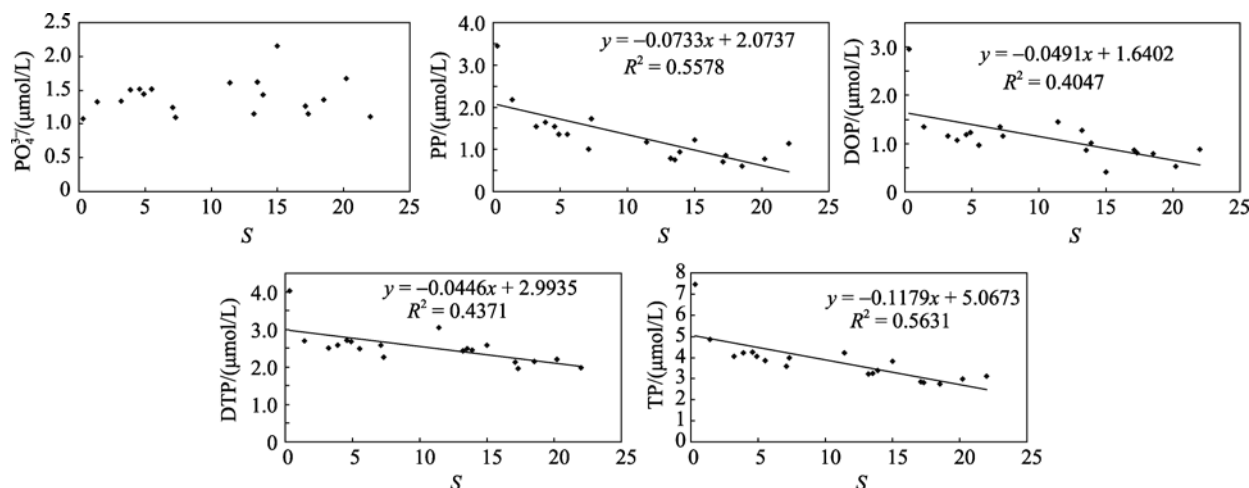 PO₄³⁻/(μmol/L)
2.5
2.0
1.5
1.0
0.5
0
0 5 10 15 20 25
S
PP/(μmol/L)
4.0
3.0
2.0
1.0
0
y = −0.0733x + 2.0737
R² = 0.5578
0 5 10 15 20 25
S
DOP/(μmol/L)
3.0
2.0
1.0
0
y = −0.0491x + 1.6402
R² = 0.4047
0 5 10 15 20 25
S
DTP/(μmol/L)
4.0
3.0
2.0
1.0
0
y = −0.0446x + 2.9935
R² = 0.4371
0 5 10 15 20 25
S
TP/(μmol/L)
8
7
6
5
4
3
2
1
0
y = −0.1179x + 5.0673
R² = 0.5631
0 5 10 15 20 25
S